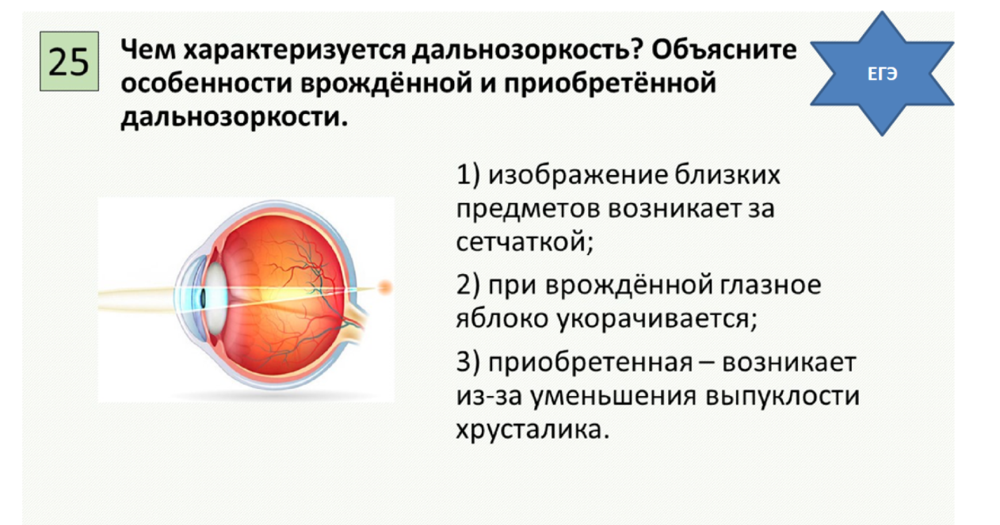 25
Чем характеризуется дальнозоркость? Объясните
особенности врождённой и приобретённой
дальнозоркости.
ЕГЭ
1) изображение близких
предметов возникает за
сетчаткой;
2) при врождённой глазное
яблоко укорачивается;
3) приобретенная – возникает
из-за уменьшения выпуклости
хрусталика.